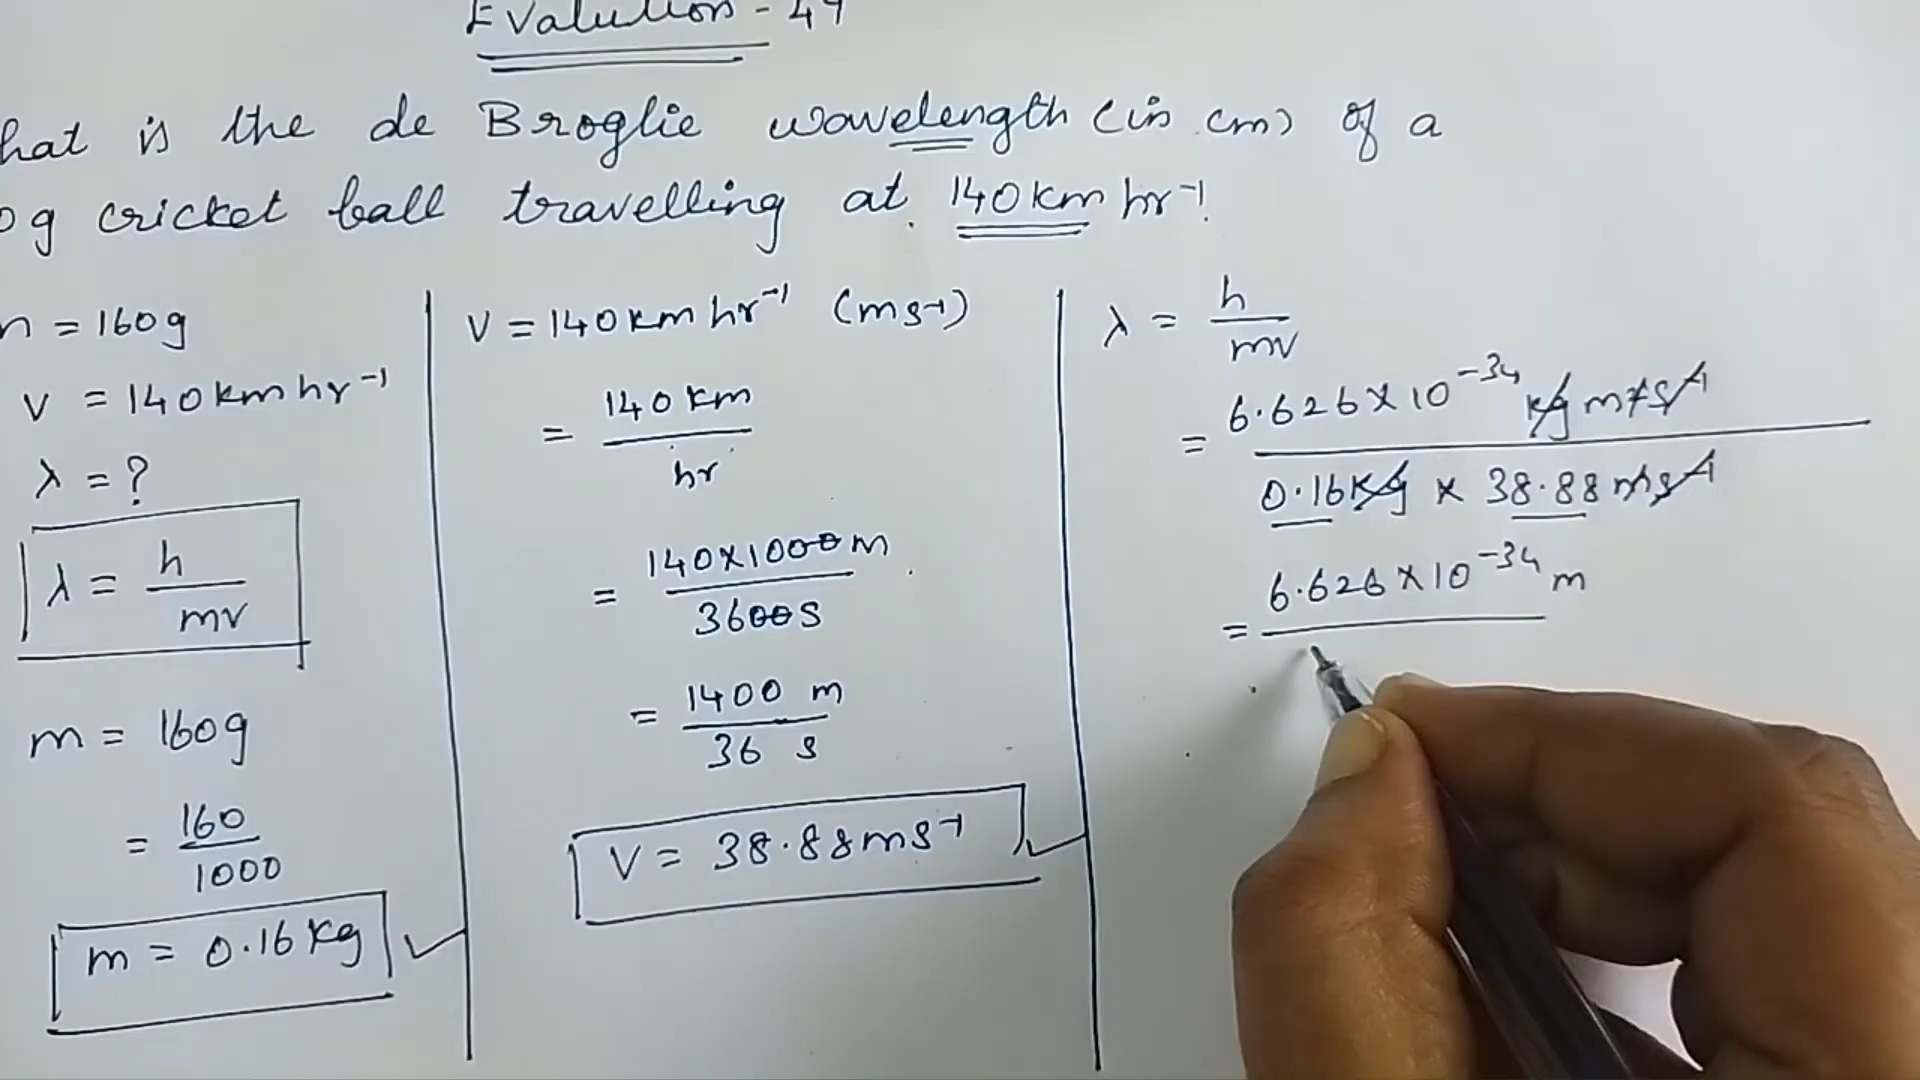 Evalution - 49
hat is the de Broglie wavelength (in cm) of a
0g cricket ball travelling at 140 km hr⁻¹.
m = 160g
v = 140 km hr⁻¹
λ = ?
λ = h / mv
m = 160g
= 160 / 1000
m = 0.16 kg
V = 140 km hr⁻¹ (ms⁻¹)
= 140 km / hr
= 140 × 1000 m / 3600 s
= 1400 m / 36 s
V = 38.88 ms⁻¹
λ = h / mv
= 6.626 × 10⁻³⁴ kg m² s⁻¹ / 0.16 kg × 38.88 m s⁻¹
= 6.626 × 10⁻³⁴ m